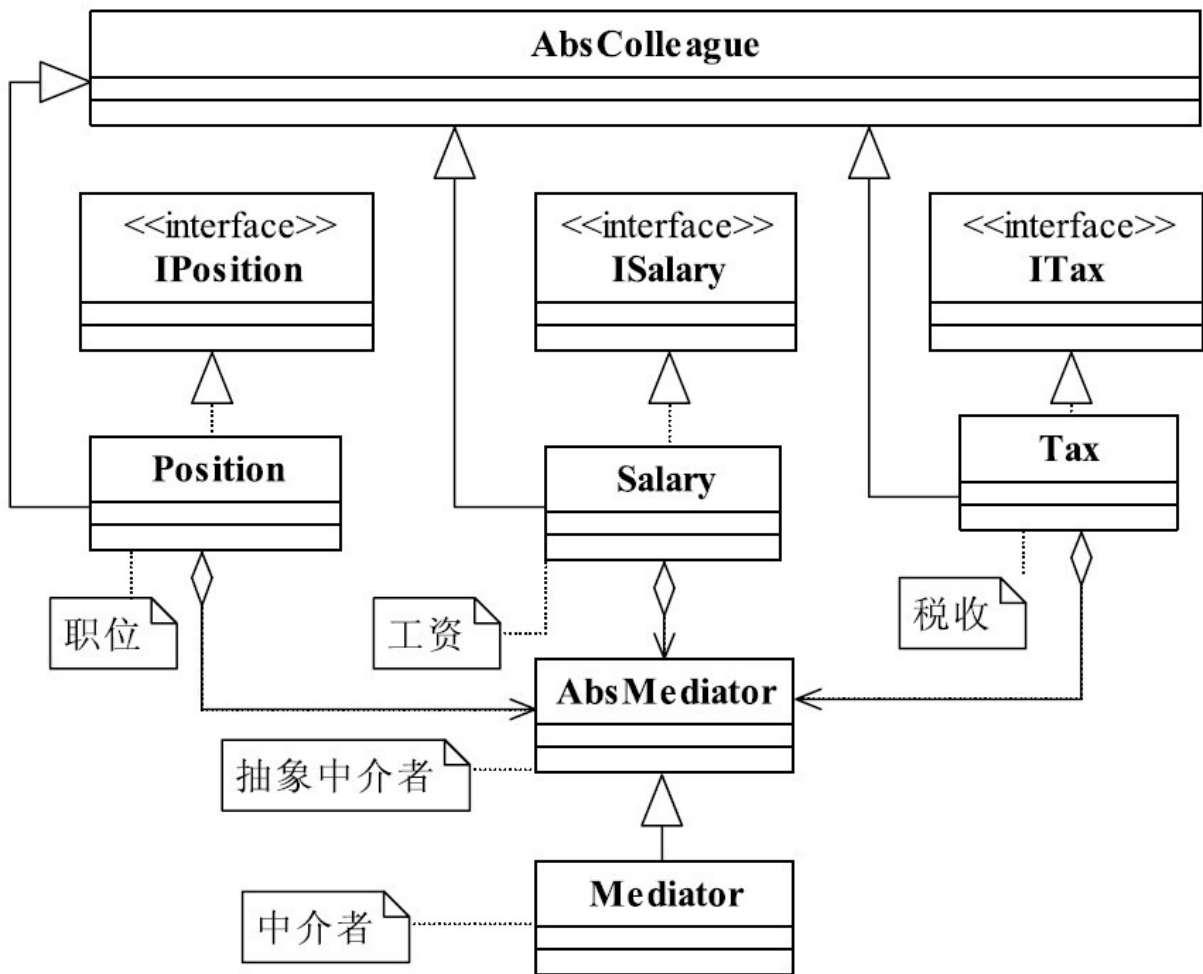 AbsColleague
<<interface>>
IPosition
<<interface>>
ISalary
<<interface>>
ITax
Position
Salary
Tax
职位
工资
税收
AbsMediator
抽象中介者
Mediator
中介者